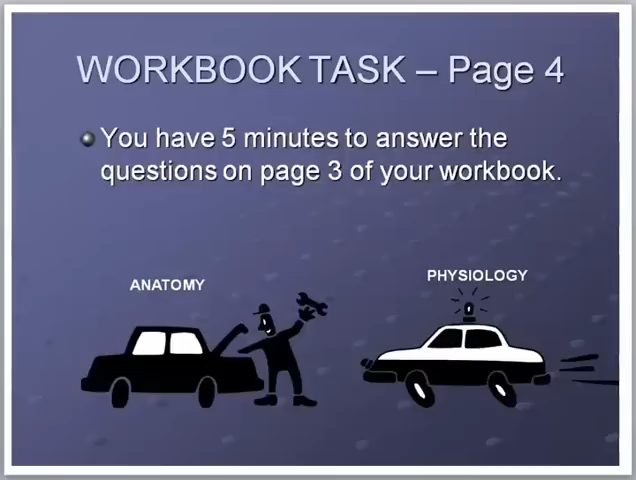 WORKBOOK TASK – Page 4
You have 5 minutes to answer the
questions on page 3 of your workbook.
ANATOMY
PHYSIOLOGY